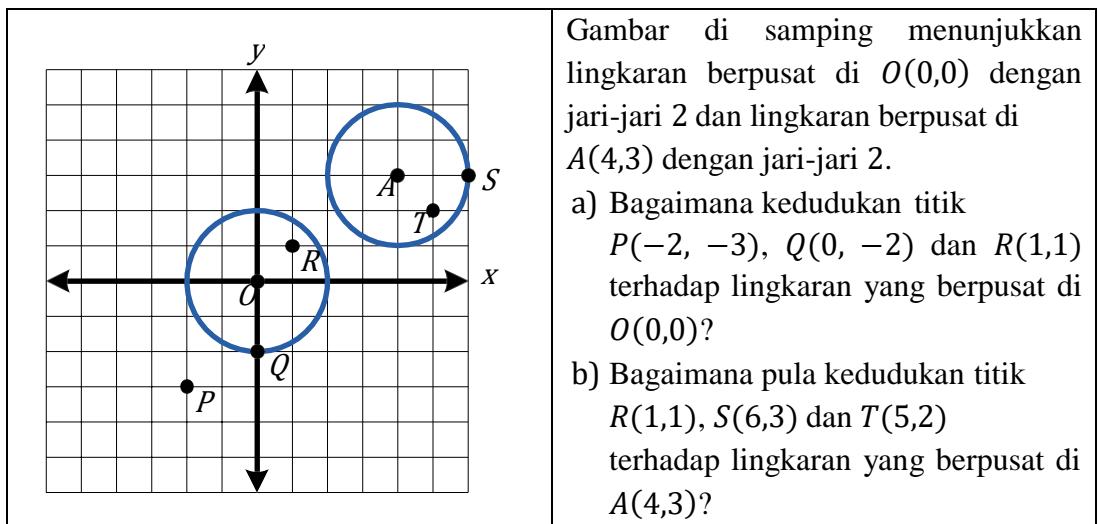 y
A
S
T
R
x
O
Q
P
Gambar di samping menunjukkan
lingkaran berpusat di O(0,0) dengan
jari-jari 2 dan lingkaran berpusat di
A(4,3) dengan jari-jari 2.
a) Bagaimana kedudukan titik
P(−2, −3), Q(0, −2) dan R(1,1)
terhadap lingkaran yang berpusat di
O(0,0)?
b) Bagaimana pula kedudukan titik
R(1,1), S(6,3) dan T(5,2)
terhadap lingkaran yang berpusat di
A(4,3)?